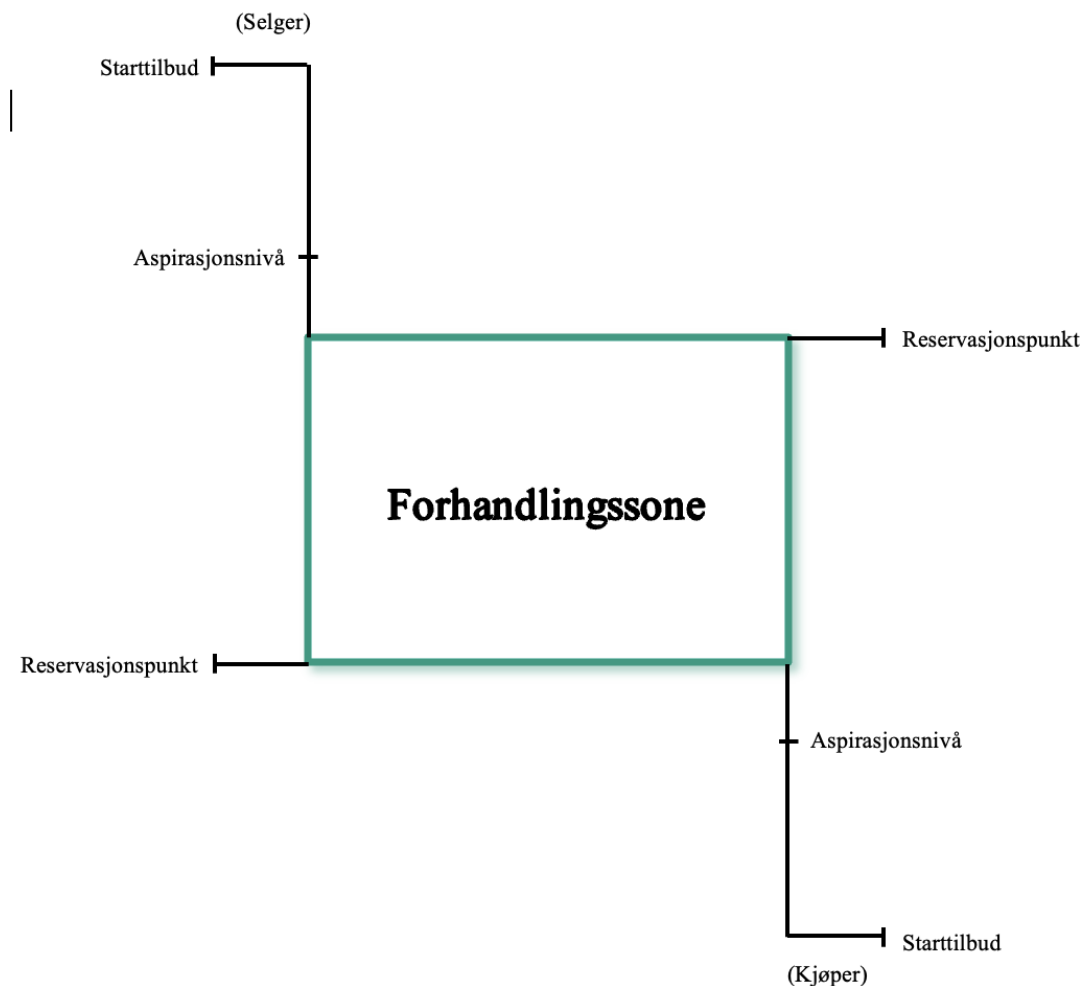 (Selger)
Starttilbud
Aspirasjonsnivå
Reservasjonspunkt
Forhandlingssone
Reservasjonspunkt
Aspirasjonsnivå
Starttilbud
(Kjøper)